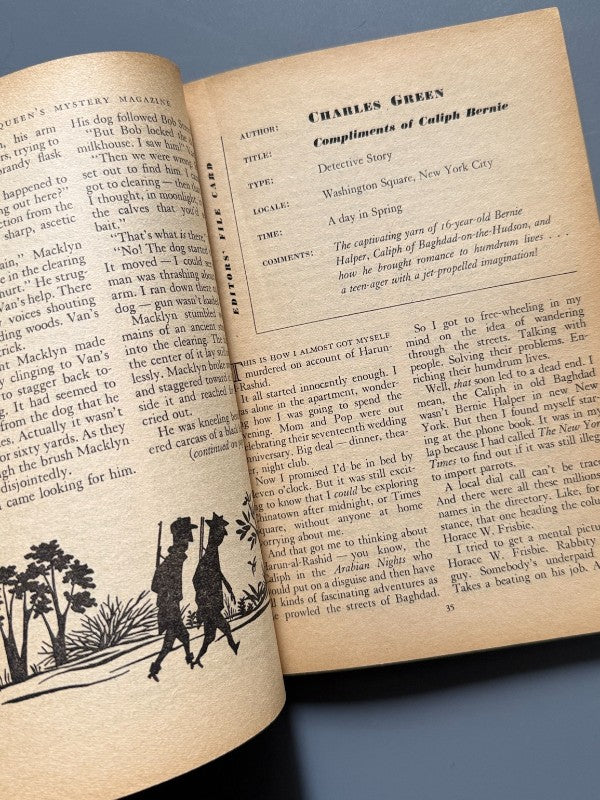 QUEEN'S MYSTERY MAGAZINE
his arm
trying to
brandy flask
happened to
ng out here?"
ction from the
sharp, ascetic
ain." Macklyn
e in the clearing
hurt." He strug-
Van's help. There
voices shouting
nding woods. Van's
trick.
nt Macklyn made
y clinging to Van's
to stagger back to-
g. It had seemed to
from the dog that he
es. Actually it wasn't
or sixty yards. As they
gh the brush Macklyn
disjointedly.
I came looking for him.
His dog followed Bob
"But Bob locked the
milkhouse. I saw him!"
"Then we were wrong.
set out to find him. I
got to clearing — then
I thought, in moonlight,
the calves that you'd
bait."
"That's what is there
"No! The dog started
It moved — I could see
man was thrashing about
arm. I ran down there
dog — gun wasn't loaded
Macklyn stumbled
mains of an ancient
into the clearing. The
the center of it lay still
lessly. Macklyn broke
and staggered toward
side it and reached
cried out.
He was kneeling
ered carcass of a black
(continued on
EDITORS' FILE CARD
AUTHOR: CHARLES GREEN
TITLE: Compliments of Caliph Bernie
TYPE: Detective Story
LOCALE: Washington Square, New York City
TIME: A day in Spring
COMMENTS: The captivating yarn of 16-year-old Bernie
Halper, Caliph of Baghdad-on-the-Hudson, and
how he brought romance to humdrum lives . . . .
a teen-ager with a jet-propelled imagination!
THIS IS HOW I ALMOST GOT MYSELF
murdered on account of Harun-
al-Rashid.
It all started innocently enough. I
was alone in the apartment, wonder-
ing how I was going to spend the
evening. Mom and Pop were out
celebrating their seventeenth wedding
anniversary. Big deal — dinner, thea-
ter, night club.
Now I promised I'd be in bed by
eleven o'clock. But it was still excit-
ing to know that I could be exploring
Chinatown after midnight, or Times
Square, without anyone at home
worrying about me.
And that got me to thinking about
Harun-al-Rashid — you know, the
Caliph in the Arabian Nights who
would put on a disguise and then have
all kinds of fascinating adventures as
he prowled the streets of Baghdad.
So I got to free-wheeling in my
mind on the idea of wandering
through the streets. Talking with
people. Solving their problems. En-
riching their humdrum lives.
Well, that soon led to a dead end. I
mean, the Caliph in old Baghdad
wasn't Bernie Halper in new New
York. But then I found myself star-
ing at the phone book. It was in my
lap because I had called The New York
Times to find out if it was still illegal
to import parrots.
A local dial call can't be traced
And there were all these millions
names in the directory. Like, for
stance, that one heading the column
Horace W. Frisbie.
I tried to get a mental picture
Horace W. Frisbie. Rabbity
guy. Somebody's underpaid
Takes a beating on his job. A
35